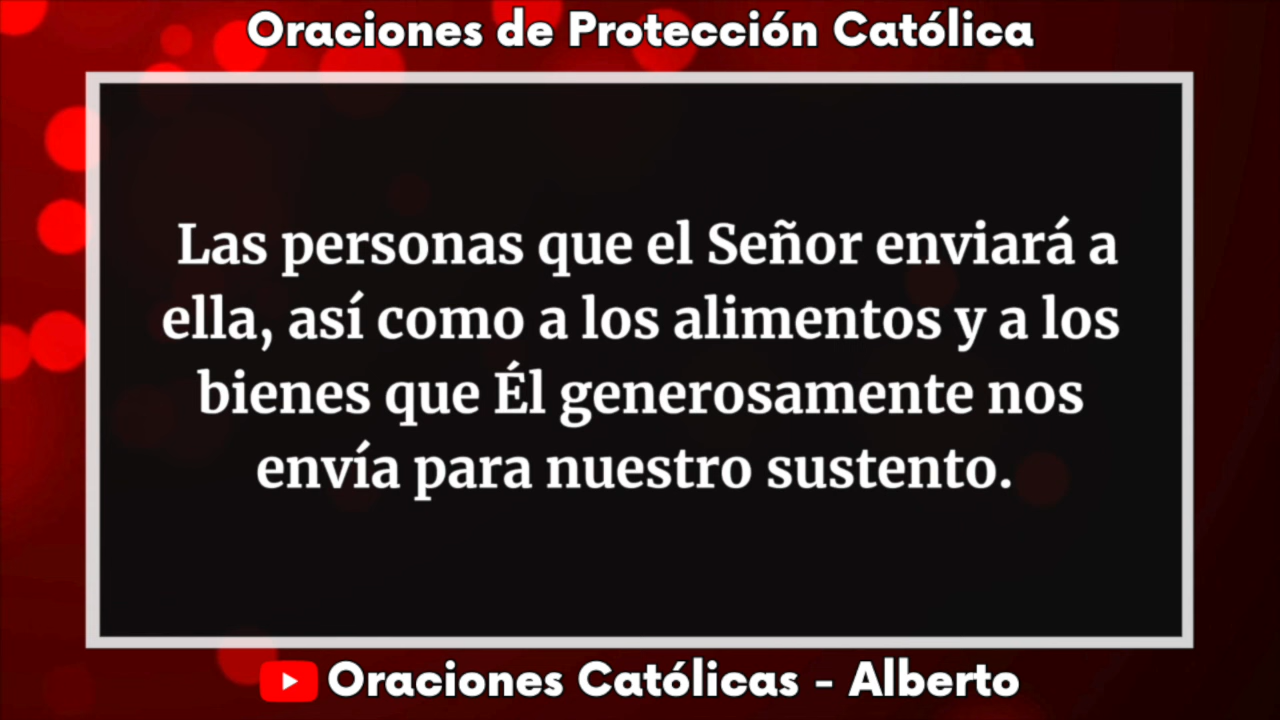 Oraciones de Protección Católica
Las personas que el Señor enviará a
ella, así como a los alimentos y a los
bienes que Él generosamente nos
envía para nuestro sustento.
Oraciones Católicas - Alberto